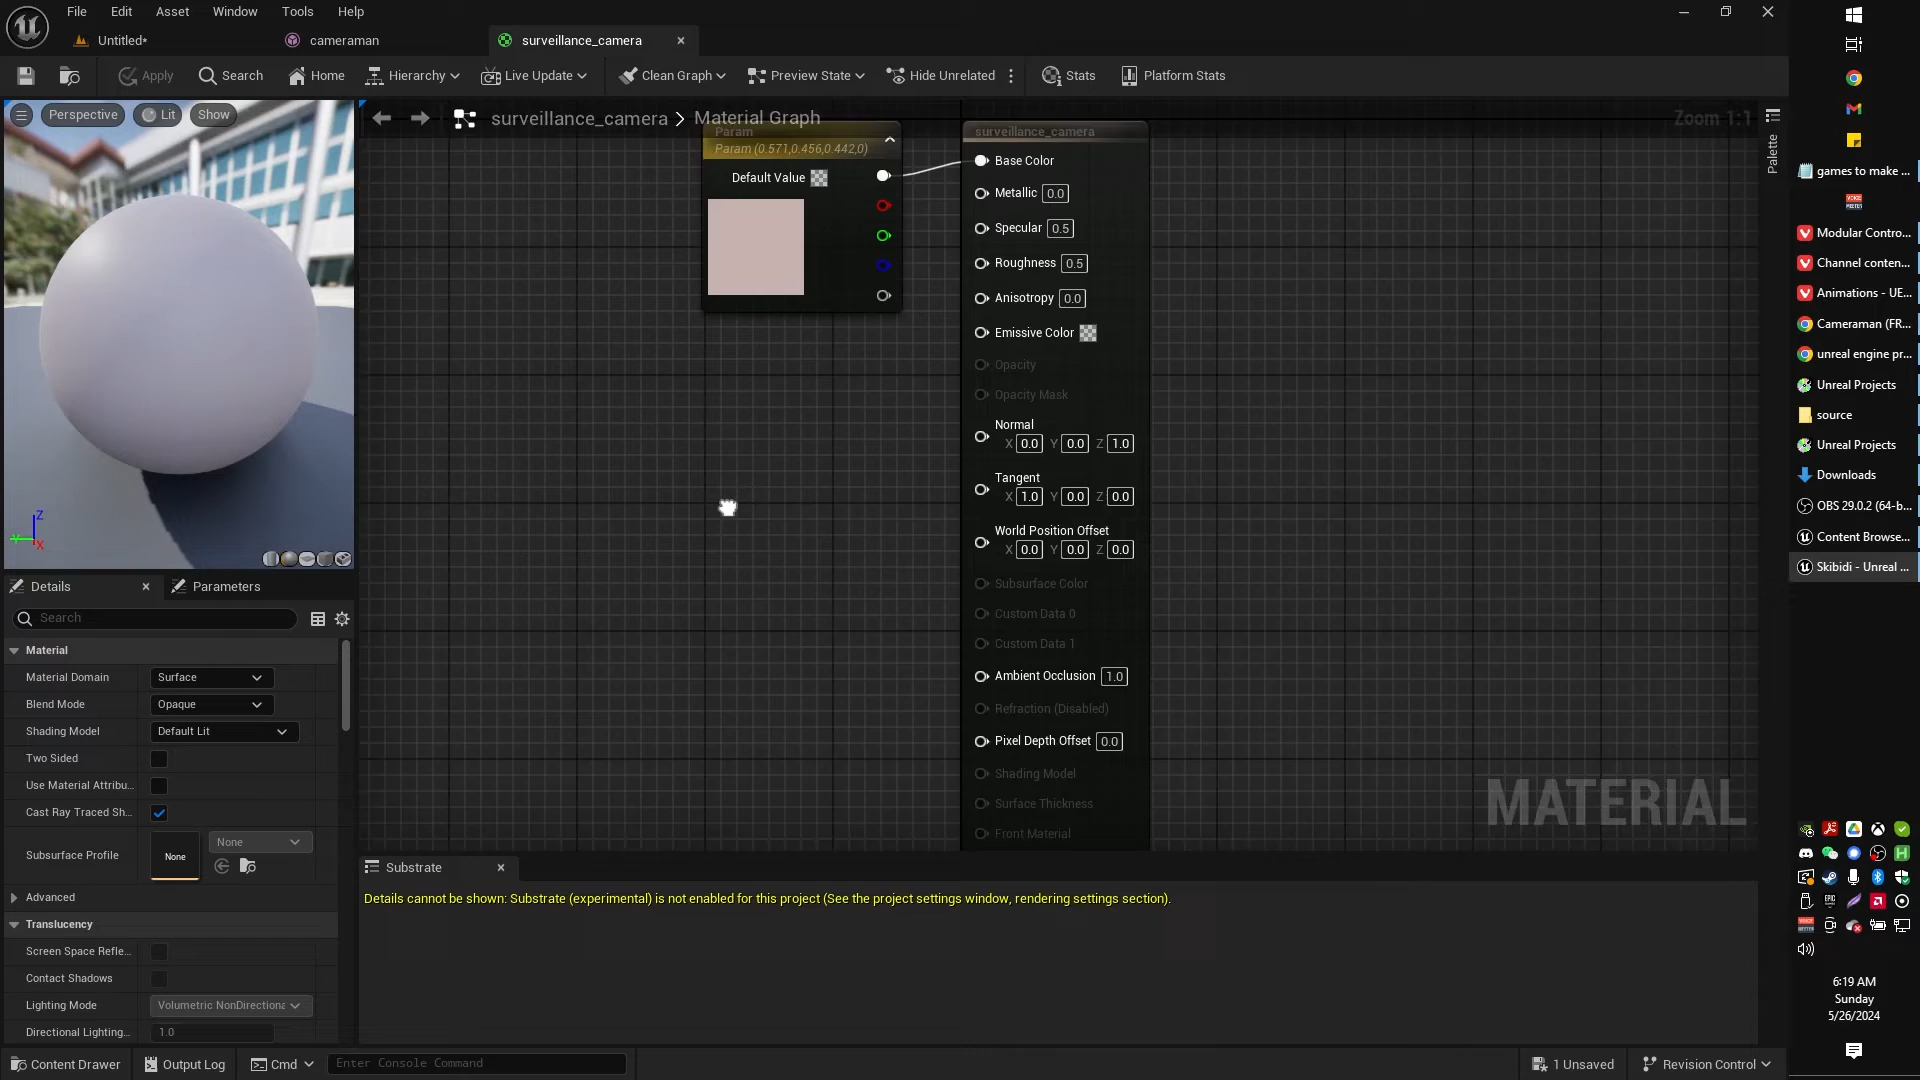 File Edit Asset Window Tools Help
Untitled* cameraman surveillance_camera
Apply Search Home Hierarchy Live Update Clean Graph Preview State Hide Unrelated Stats Platform Stats
Perspective Lit Show
surveillance_camera > Material Graph
Zoom 1:1
Palette
Param
Param (0.571,0.456,0.442,0)
Default Value
surveillance_camera
Base Color
Metallic 0.0
Specular 0.5
Roughness 0.5
Anisotropy 0.0
Emissive Color
Opacity
Opacity Mask
Normal
X 0.0 Y 0.0 Z 1.0
Tangent
X 1.0 Y 0.0 Z 0.0
World Position Offset
X 0.0 Y 0.0 Z 0.0
Subsurface Color
Custom Data 0
Custom Data 1
Ambient Occlusion 1.0
Refraction (Disabled)
Pixel Depth Offset 0.0
Shading Model
Surface Thickness
Front Material
MATERIAL
Z
Y X
Details Parameters
Search
Material
Material Domain Surface
Blend Mode Opaque
Shading Model Default Lit
Two Sided
Use Material Attribu...
Cast Ray Traced Sh...
Subsurface Profile None None
Advanced
Translucency
Screen Space Refle...
Contact Shadows
Lighting Mode Volumetric NonDirectiona
Directional Lighting... 1.0
Substrate
Details cannot be shown: Substrate (experimental) is not enabled for this project (See the project settings window, rendering settings section).
Content Drawer Output Log Cmd Enter Console Command 1 Unsaved Revision Control
games to make ...
Modular Contro...
Channel conten...
Animations - UE...
Cameraman (FR...
unreal engine pr...
Unreal Projects
source
Unreal Projects
Downloads
OBS 29.0.2 (64-b...
Content Browse...
Skibidi - Unreal ...
6:19 AM
Sunday
5/26/2024